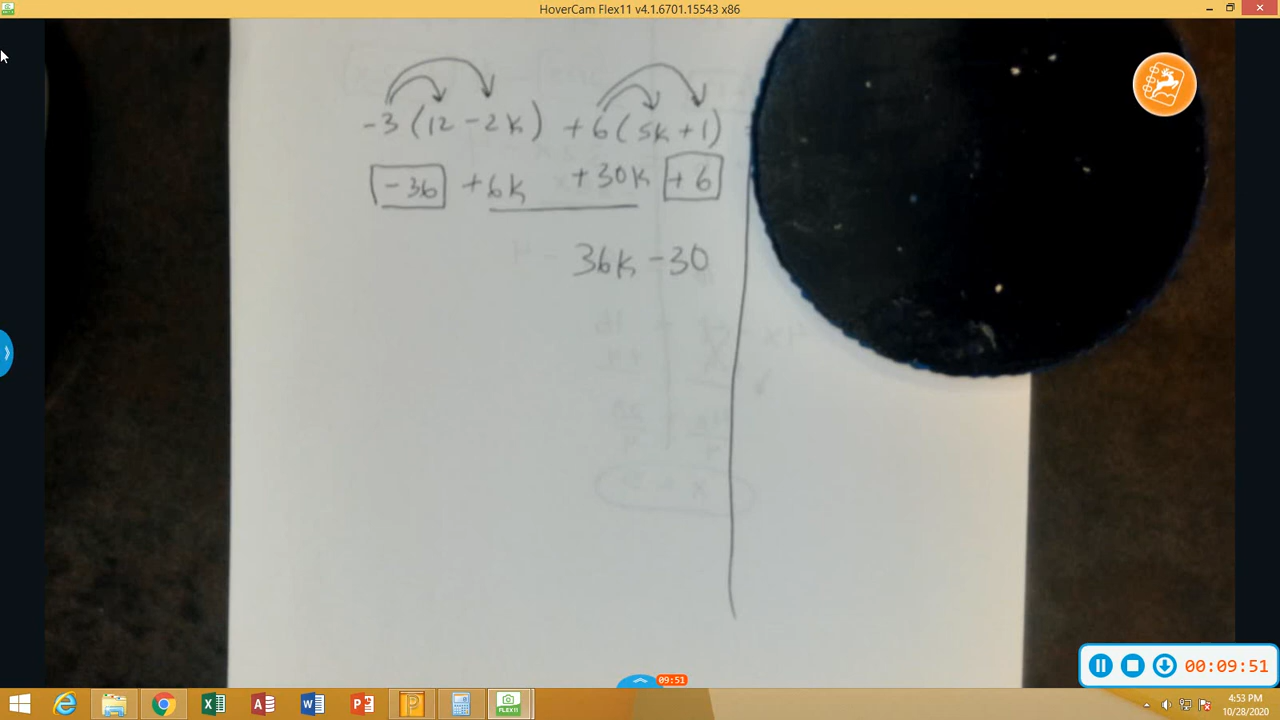 HoverCam Flex11 v4.1.6701.15543 x86
-3(12 -2k) +6(5k+1)
-36 +6k +30k +6
36k -30
09:51
00:09:51
FLEX11
4:53 PM
10/28/2020